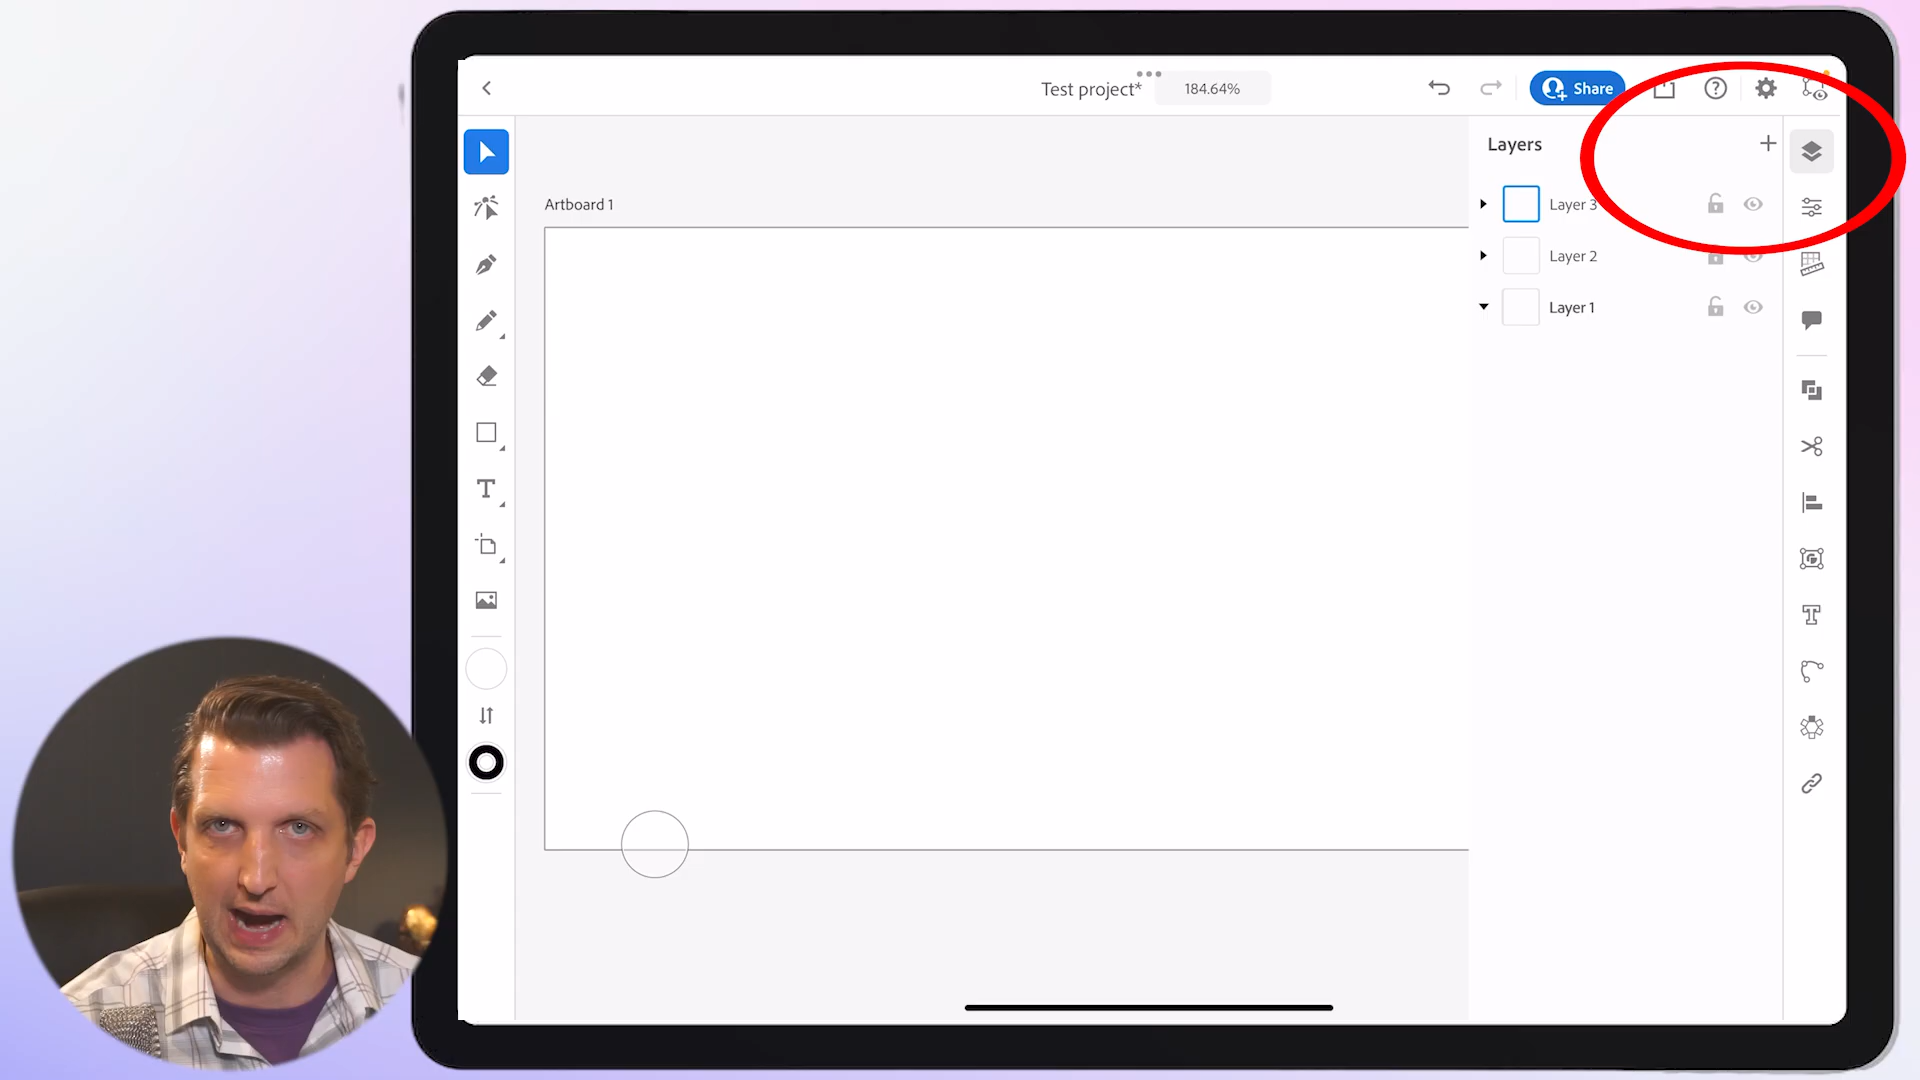 Test project*
184.64%
Share
Layers
Artboard 1
Layer 3
Layer 2
Layer 1